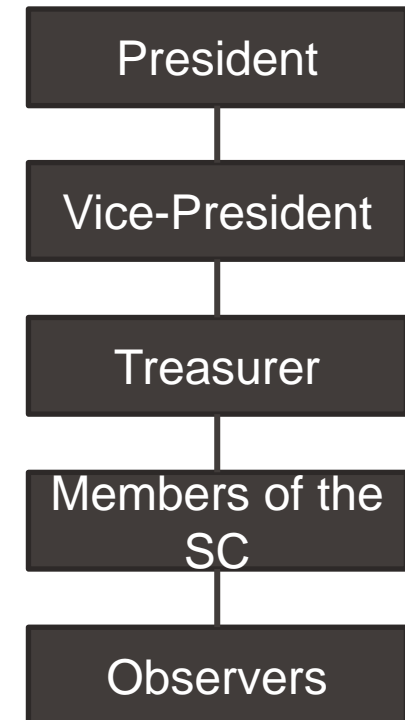 President
Vice-President
Treasurer
Members of the
SC
Observers